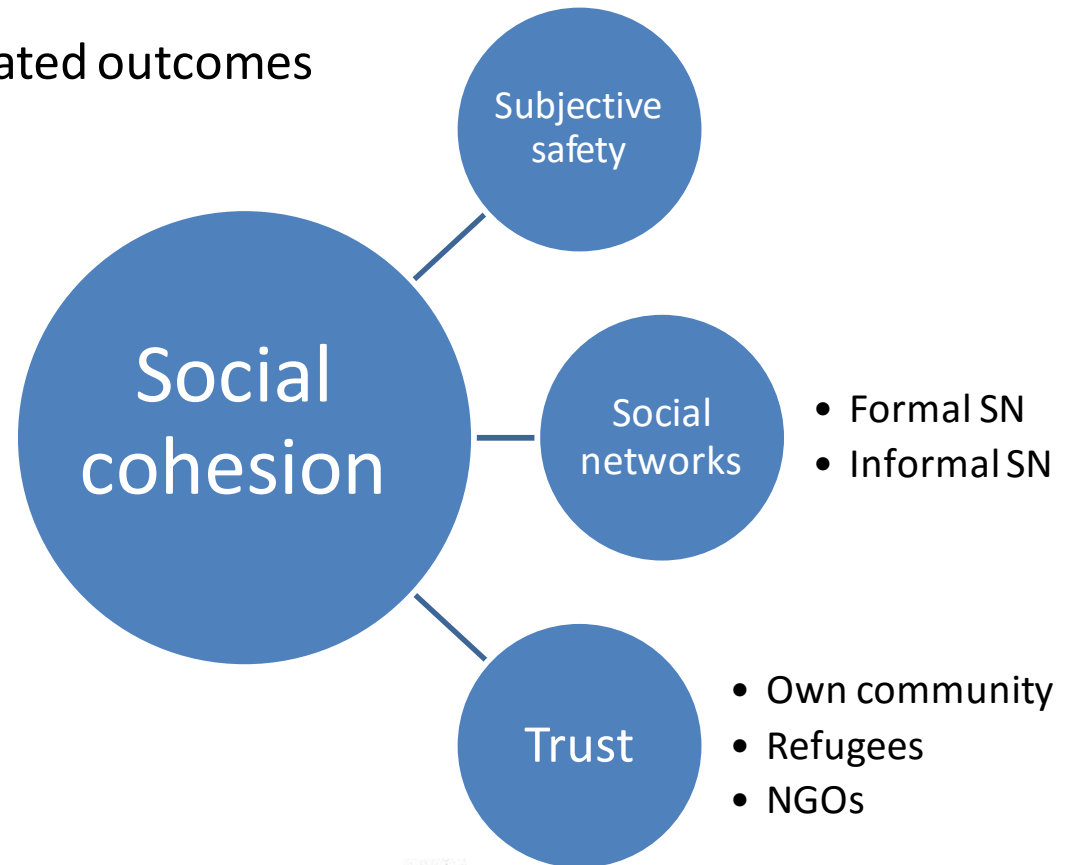 ated outcomes
Subjective
safety
Social
cohesion
Social
networks
• Formal SN
• Informal SN
Trust
• Own community
• Refugees
• NGOs